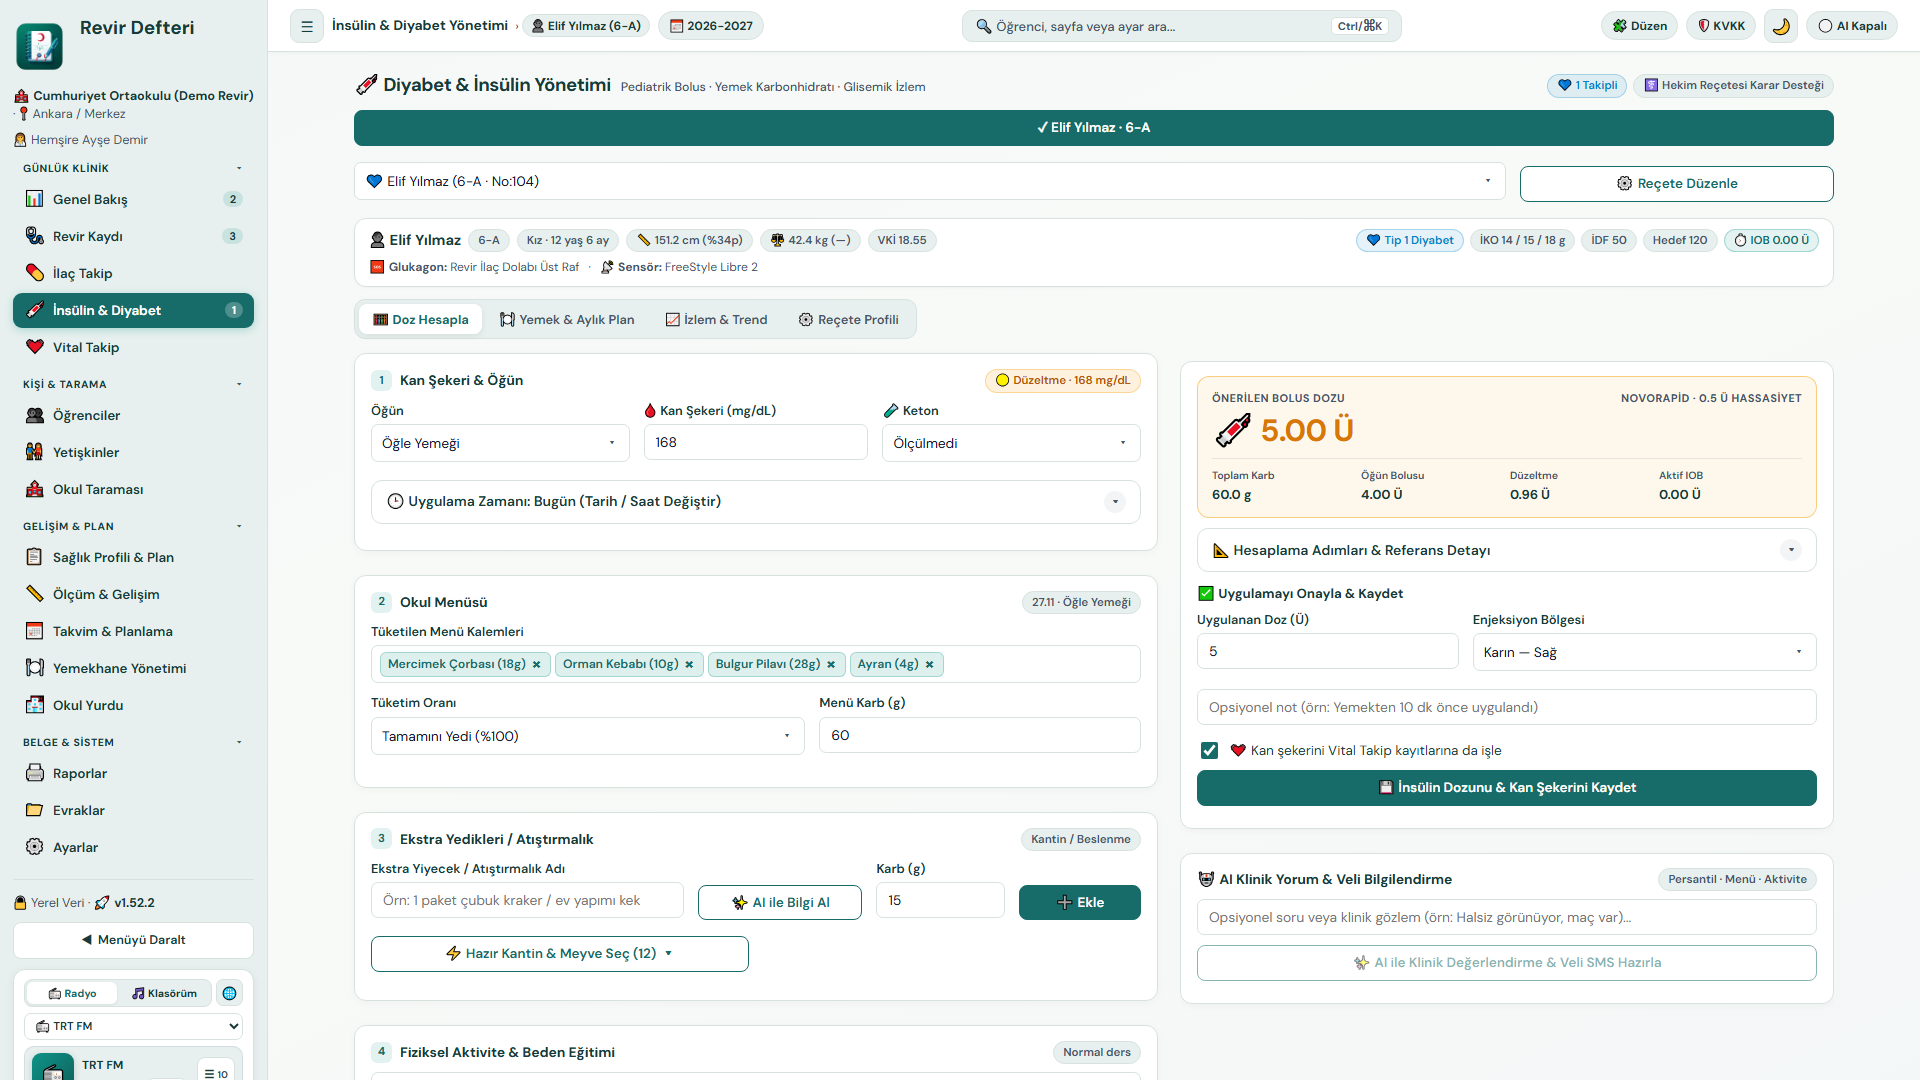 Revir Defteri
Cumhuriyet Ortaokulu (Demo Revir)
· Ankara / Merkez
Hemşire Ayşe Demir
GÜNLÜK KLİNİK
Genel Bakış 2
Revir Kaydı 3
İlaç Takip
İnsülin & Diyabet 1
Vital Takip
KİŞİ & TARAMA
Öğrenciler
Yetişkinler
Okul Taraması
GELİŞİM & PLAN
Sağlık Profili & Plan
Ölçüm & Gelişim
Takvim & Planlama
Yemekhane Yönetimi
Okul Yurdu
BELGE & SİSTEM
Raporlar
Evraklar
Ayarlar
Yerel Veri · v1.52.2
◀ Menüyü Daralt
Radyo Klasörüm
TRT FM
TRT FM
☰ 10
İnsülin & Diyabet Yönetimi › Elif Yılmaz (6-A) 2026-2027
Öğrenci, sayfa veya ayar ara... Ctrl/⌘K
Düzen KVKK AI Kapalı
Diyabet & İnsülin Yönetimi Pediatrik Bolus · Yemek Karbonhidratı · Glisemik İzlem
1 Takipli Hekim Reçetesi Karar Desteği
✓ Elif Yılmaz · 6-A
Elif Yılmaz (6-A · No:104)
Reçete Düzenle
Elif Yılmaz 6-A Kız · 12 yaş 6 ay 151.2 cm (%34p) 42.4 kg (—) VKİ 18.55
Tip 1 Diyabet İKO 14 / 15 / 18 g İDF 50 Hedef 120 IOB 0.00 Ü
Glukagon: Revir İlaç Dolabı Üst Raf · Sensör: FreeStyle Libre 2
Doz Hesapla Yemek & Aylık Plan İzlem & Trend Reçete Profili
1 Kan Şekeri & Öğün Düzeltme · 168 mg/dL
Öğün Kan Şekeri (mg/dL) Keton
Öğle Yemeği 168 Ölçülmedi
Uygulama Zamanı: Bugün (Tarih / Saat Değiştir)
2 Okul Menüsü 27.11 · Öğle Yemeği
Tüketilen Menü Kalemleri
Mercimek Çorbası (18g) × Orman Kebabı (10g) × Bulgur Pilavı (28g) × Ayran (4g) ×
Tüketim Oranı Menü Karb (g)
Tamamını Yedi (%100) 60
3 Ekstra Yedikleri / Atıştırmalık Kantin / Beslenme
Ekstra Yiyecek / Atıştırmalık Adı Karb (g)
Örn: 1 paket çubuk kraker / ev yapımı kek AI ile Bilgi Al 15 Ekle
Hazır Kantin & Meyve Seç (12)
4 Fiziksel Aktivite & Beden Eğitimi Normal ders
ÖNERİLEN BOLUS DOZU NOVORAPID · 0.5 Ü HASSASİYET
5.00 Ü
Toplam Karb Öğün Bolusu Düzeltme Aktif IOB
60.0 g 4.00 Ü 0.96 Ü 0.00 Ü
Hesaplama Adımları & Referans Detayı
Uygulamayı Onayla & Kaydet
Uygulanan Doz (Ü) Enjeksiyon Bölgesi
5 Karın — Sağ
Opsiyonel not (örn: Yemekten 10 dk önce uygulandı)
Kan şekerini Vital Takip kayıtlarına da işle
İnsülin Dozunu & Kan Şekerini Kaydet
AI Klinik Yorum & Veli Bilgilendirme Persantil · Menü · Aktivite
Opsiyonel soru veya klinik gözlem (örn: Halsiz görünüyor, maç var)...
AI ile Klinik Değerlendirme & Veli SMS Hazırla